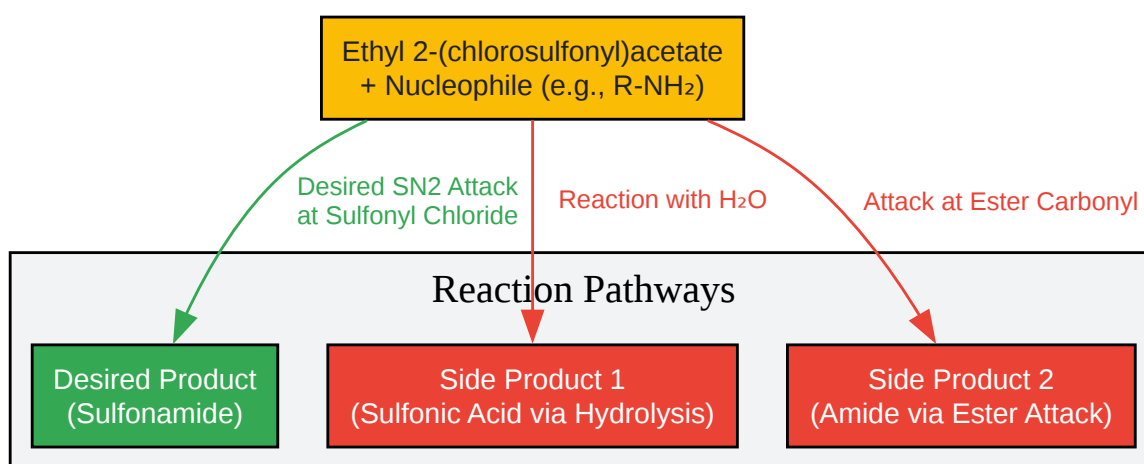 Ethyl 2-(chlorosulfonyl)acetate
+ Nucleophile (e.g., R-NH₂)
Desired SN2 Attack
at Sulfonyl Chloride
Reaction with H₂O
Attack at Ester Carbonyl
Reaction Pathways
Desired Product
(Sulfonamide)
Side Product 1
(Sulfonic Acid via Hydrolysis)
Side Product 2
(Amide via Ester Attack)